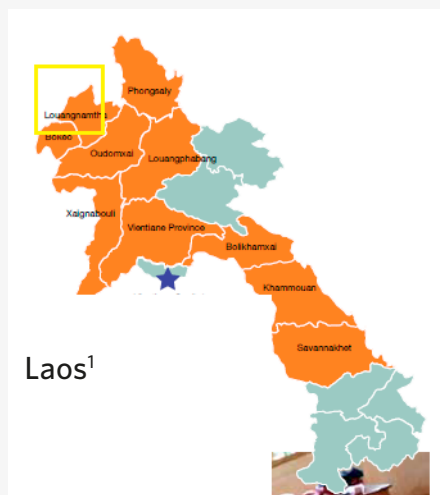 Phongsaly
Louangnamtha
Bokeo
Oudomxai
Louangphabang
Xaignabouli
Vientiane Province
Bolikhamxai
Khammouan
Savannakhet
Laos¹